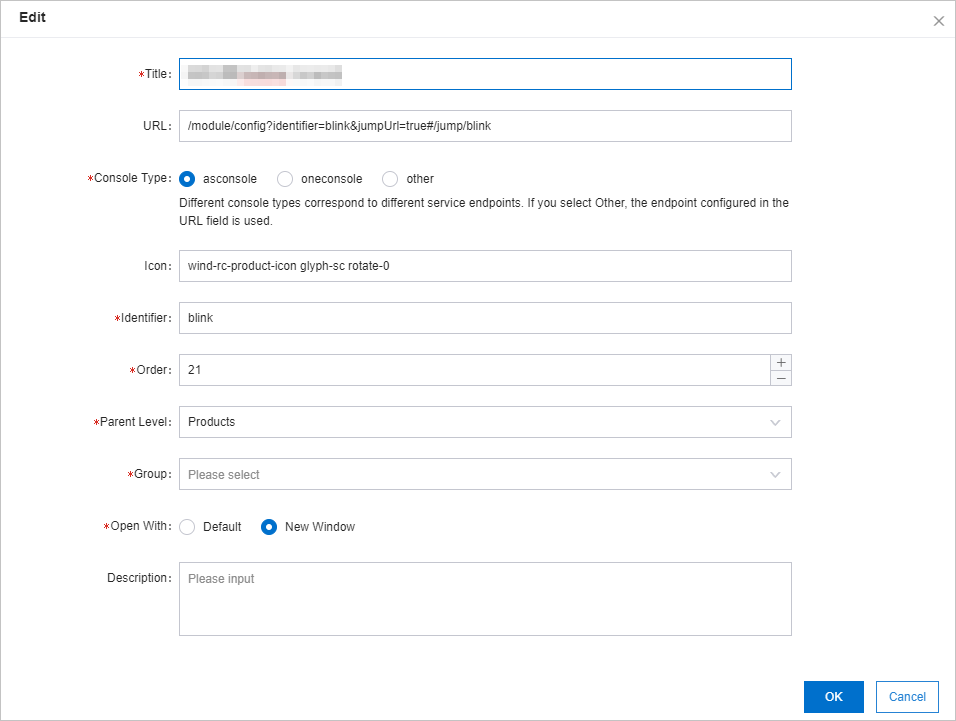 Edit
*Title:
URL: /module/config?identifier=blink&jumpUrl=true#/jump/blink
*Console Type: asconsole oneconsole other
Different console types correspond to different service endpoints. If you select Other, the endpoint configured in the
URL field is used.
Icon: wind-rc-product-icon glyph-sc rotate-0
*Identifier: blink
*Order: 21
*Parent Level: Products
*Group: Please select
*Open With: Default New Window
Description: Please input
OK Cancel